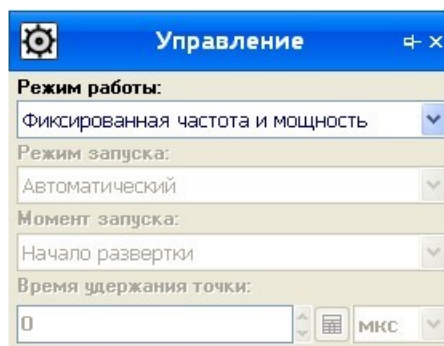 Управление
Режим работы:
Фиксированная частота и мощность
Режим запуска:
Автоматический
Момент запуска:
Начало развертки
Время удержания точки:
0 мкс